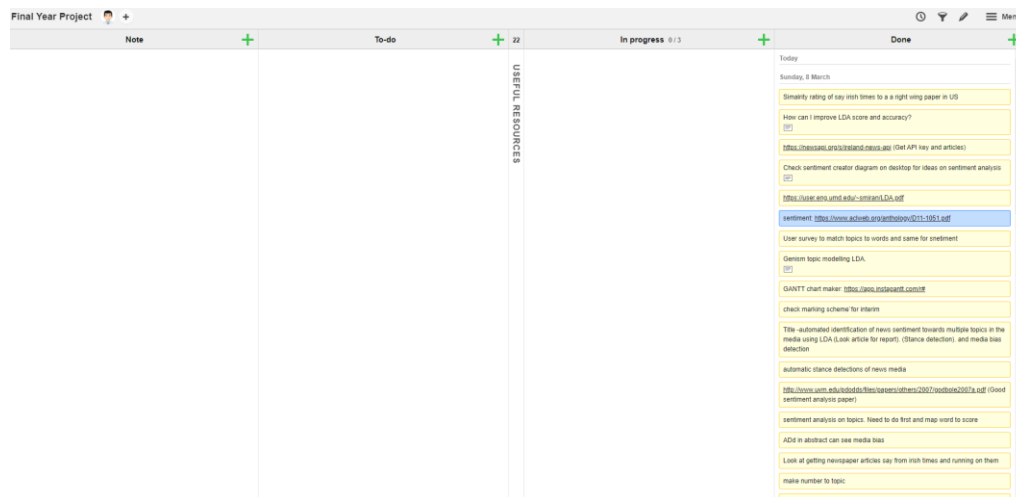 Final Year Project
+
Men
Note
To-do
22
In progress 0 / 3
Done
USEFUL RESOURCES
Today
Sunday, 8 March
Simalrity rating of say irish times to a a right wing paper in US
How can I improve LDA score and accuracy?
https://newsapi.org/s/ireland-news-api (Get API key and articles)
Check sentiment creator diagram on desktop for ideas on sentiment analysis
https://user.eng.umd.edu/~smiran/LDA.pdf
sentiment: https://www.aclweb.org/anthology/D11-1051.pdf
User survey to match topics to words and same for snetiment
Genism topic modelling LDA.
GANTT chart maker: https://app.instagantt.com/r#
check marking scheme for interim
Title -automated identification of news sentiment towards multiple topics in the
media using LDA (Look article for report), (Stance detection), and media bias
detection
automatic stance detections of news media
http://www.uvm.edu/pdodds/files/papers/others/2007/godbole2007a.pdf (Good
sentiment analysis paper)
sentiment analysis on topics. Need to do first and map word to score
ADd in abstract can see media bias
Look at getting newspaper articles say from irish times and running on them
make number to topic